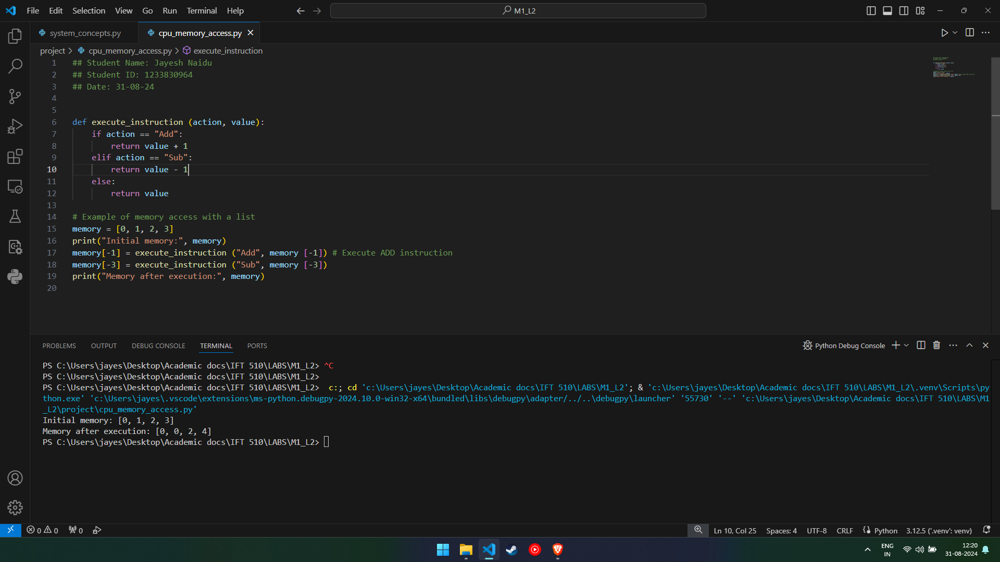 File Edit Selection View Go Run Terminal Help
M1_L2
system_concepts.py
cpu_memory_access.py
project > cpu_memory_access.py > execute_instruction
1 ## Student Name: Jayesh Naidu
2 ## Student ID: 1233830964
3 ## Date: 31-08-24
4
5
6 def execute_instruction (action, value):
7     if action == "Add":
8         return value + 1
9     elif action == "Sub":
10         return value - 1
11     else:
12         return value
13
14 # Example of memory access with a list
15 memory = [0, 1, 2, 3]
16 print("Initial memory:", memory)
17 memory[-1] = execute_instruction ("Add", memory [-1]) # Execute ADD instruction
18 memory[-3] = execute_instruction ("Sub", memory [-3])
19 print("Memory after execution:", memory)
20
PROBLEMS OUTPUT DEBUG CONSOLE TERMINAL PORTS
Python Debug Console
PS C:\Users\jayes\Desktop\Academic docs\IFT 510\LABS\M1_L2> ^C
PS C:\Users\jayes\Desktop\Academic docs\IFT 510\LABS\M1_L2>
PS C:\Users\jayes\Desktop\Academic docs\IFT 510\LABS\M1_L2>  c:; cd 'c:\Users\jayes\Desktop\Academic docs\IFT 510\LABS\M1_L2'; & 'c:\Users\jayes\Desktop\Academic docs\IFT 510\LABS\M1_L2\.venv\Scripts\py
thon.exe' 'c:\Users\jayes\.vscode\extensions\ms-python.debugpy-2024.10.0-win32-x64\bundled\libs\debugpy\adapter/../..\debugpy\launcher' '55730' '--' 'c:\Users\jayes\Desktop\Academic docs\IFT 510\LABS\M1
_L2\project\cpu_memory_access.py'
Initial memory: [0, 1, 2, 3]
Memory after execution: [0, 0, 2, 4]
PS C:\Users\jayes\Desktop\Academic docs\IFT 510\LABS\M1_L2>
0 0 0
Ln 10, Col 25 Spaces: 4 UTF-8 CRLF Python 3.12.5 ('.venv': venv)
ENG
IN
12:20
31-08-2024